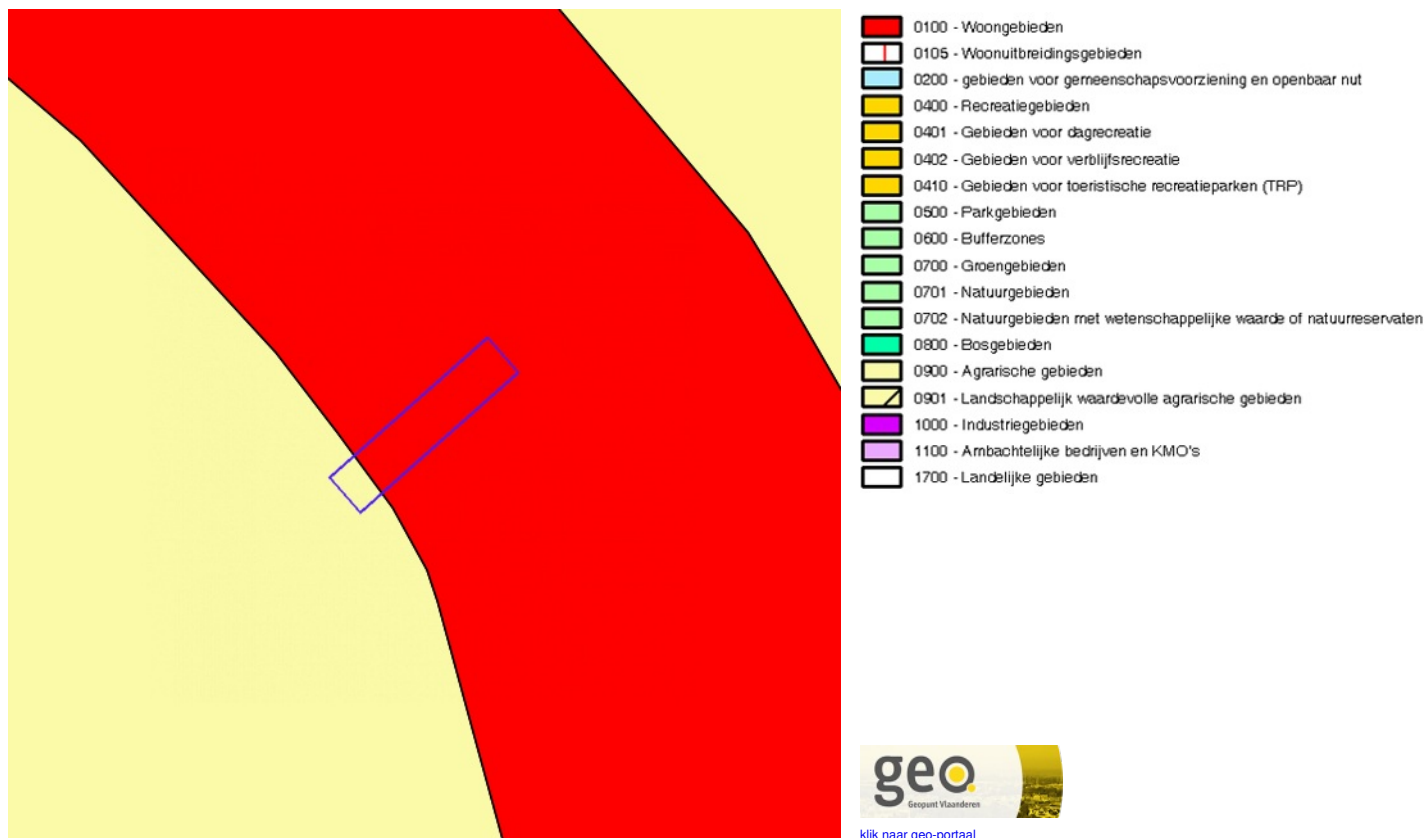 0100 - Woongebieden
0105 - Woonuitbreidingsgebieden
0200 - gebieden voor gemeenschapsvoorziening en openbaar nut
0400 - Recreatiegebieden
0401 - Gebieden voor dagrecreatie
0402 - Gebieden voor verblijfsrecreatie
0410 - Gebieden voor toeristische recreatieparken (TRP)
0500 - Parkgebieden
0600 - Bufferzones
0700 - Groengebieden
0701 - Natuurgebieden
0702 - Natuurgebieden met wetenschappelijke waarde of natuurreservaten
0800 - Bosgebieden
0900 - Agrarische gebieden
0901 - Landschappelijk waardevolle agrarische gebieden
1000 - Industriegebieden
1100 - Ambachtelijke bedrijven en KMO's
1700 - Landelijke gebieden
geo.
Geopunt Vlaanderen
klik naar geo-portaal